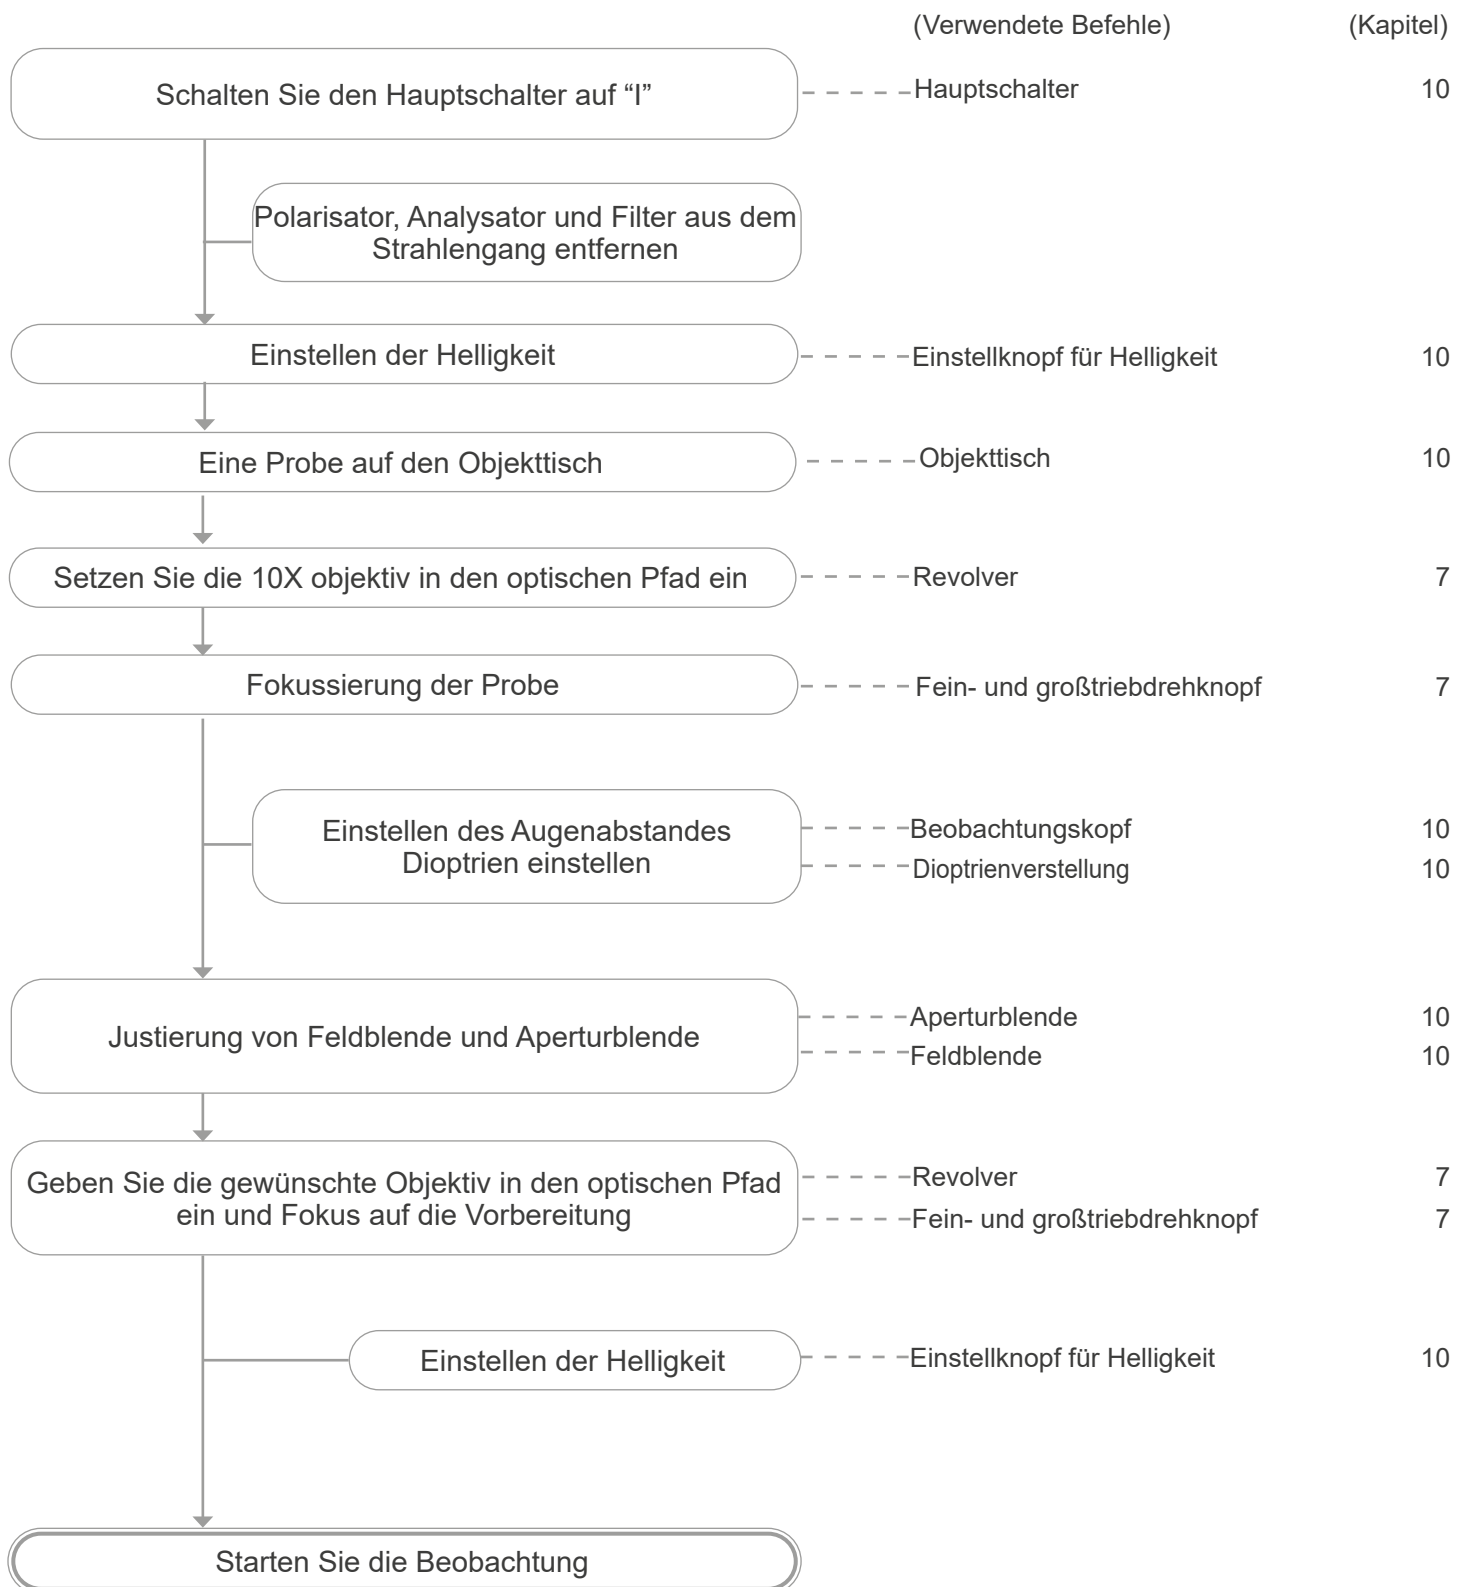 (Verwendete Befehle) (Kapitel)
Schalten Sie den Hauptschalter auf “I” Hauptschalter 10
Polarisator, Analysator und Filter aus dem
Strahlengang entfernen
Einstellen der Helligkeit Einstellknopf für Helligkeit 10
Eine Probe auf den Objekttisch Objekttisch 10
Setzen Sie die 10X objektiv in den optischen Pfad ein Revolver 7
Fokussierung der Probe Fein- und großtriebdrehknopf 7
Einstellen des Augenabstandes Beobachtungskopf 10
Dioptrien einstellen Dioptrienverstellung 10
Justierung von Feldblende und Aperturblende Aperturblende 10
Feldblende 10
Geben Sie die gewünschte Objektiv in den optischen Pfad Revolver 7
ein und Fokus auf die Vorbereitung Fein- und großtriebdrehknopf 7
Einstellen der Helligkeit Einstellknopf für Helligkeit 10
Starten Sie die Beobachtung